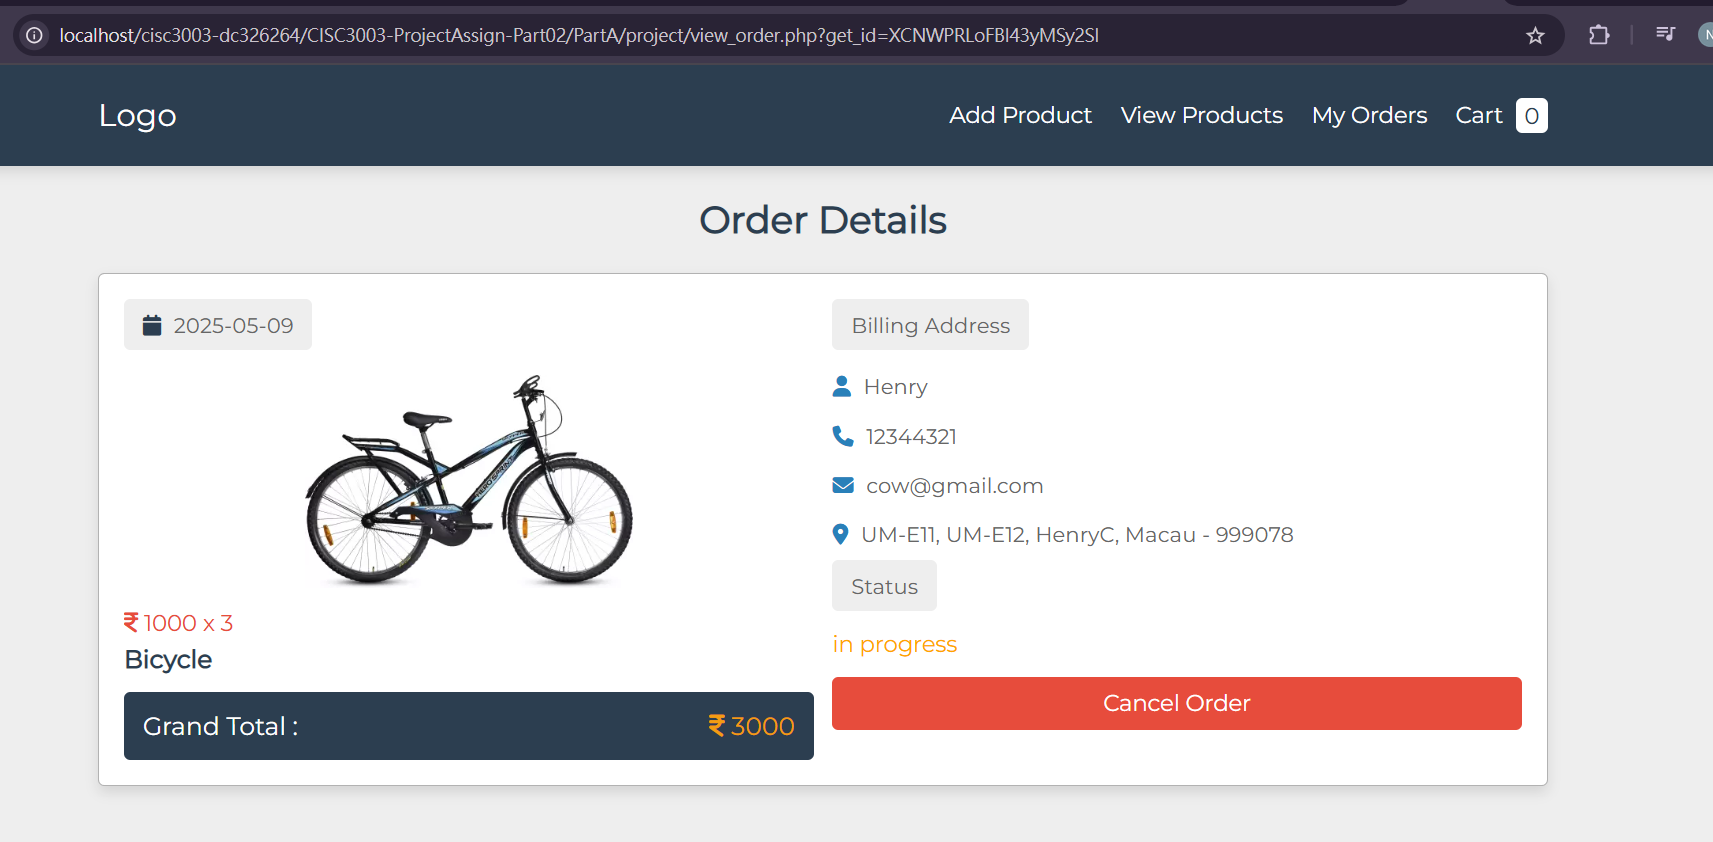 localhost/cisc3003-dc326264/CISC3003-ProjectAssign-Part02/PartA/project/view_order.php?get_id=XCNWPRLoFBl43yMSy2Sl
N
Logo
Add Product View Products My Orders Cart 0
Order Details
2025-05-09
₹ 1000 x 3
Bicycle
Grand Total : ₹ 3000
Billing Address
Henry
12344321
cow@gmail.com
UM-E11, UM-E12, HenryC, Macau - 999078
Status
in progress
Cancel Order